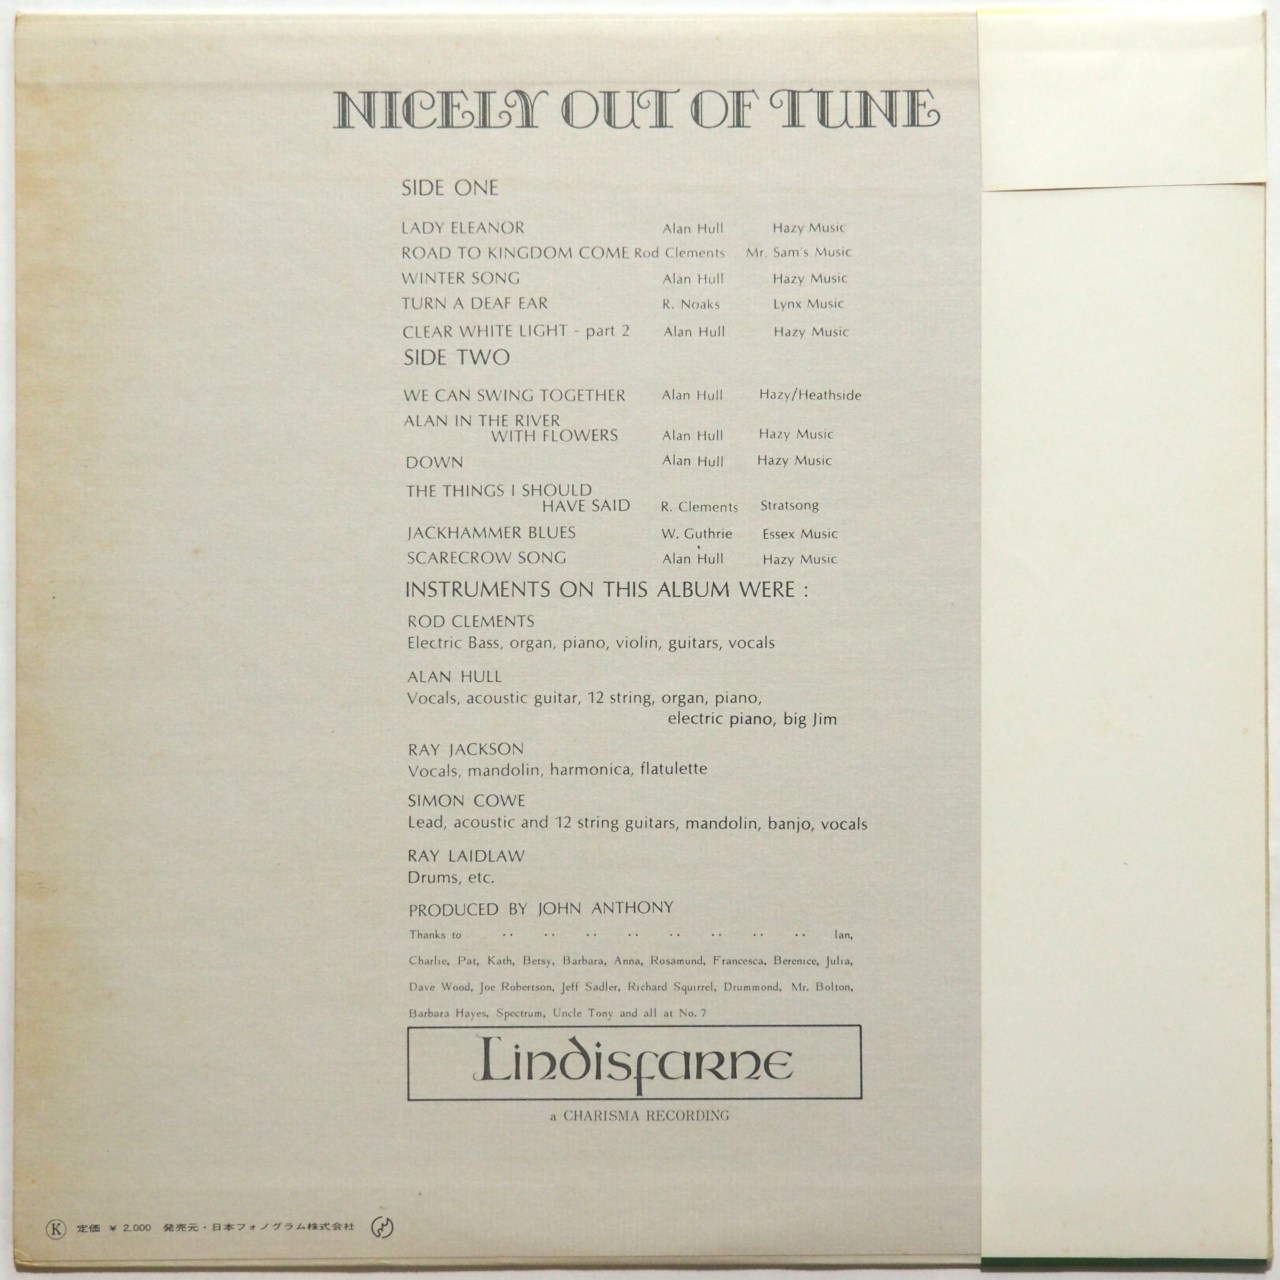 NICELY OUT OF TUNE
SIDE ONE
LADY ELEANOR Alan Hull Hazy Music
ROAD TO KINGDOM COME Rod Clements Mr. Sam's Music
WINTER SONG Alan Hull Hazy Music
TURN A DEAF EAR R. Noaks Lynx Music
CLEAR WHITE LIGHT - part 2 Alan Hull Hazy Music
SIDE TWO
WE CAN SWING TOGETHER Alan Hull Hazy/Heathside
ALAN IN THE RIVER
WITH FLOWERS Alan Hull Hazy Music
DOWN Alan Hull Hazy Music
THE THINGS I SHOULD
HAVE SAID R. Clements Stratsong
JACKHAMMER BLUES W. Guthrie Essex Music
SCARECROW SONG Alan Hull Hazy Music
INSTRUMENTS ON THIS ALBUM WERE :
ROD CLEMENTS
Electric Bass, organ, piano, violin, guitars, vocals
ALAN HULL
Vocals, acoustic guitar, 12 string, organ, piano,
electric piano, big Jim
RAY JACKSON
Vocals, mandolin, harmonica, flatulette
SIMON COWE
Lead, acoustic and 12 string guitars, mandolin, banjo, vocals
RAY LAIDLAW
Drums, etc.
PRODUCED BY JOHN ANTHONY
Thanks to .. .. .. .. .. .. .. .. Ian,
Charlie, Pat, Kath, Betsy, Barbara, Anna, Rosamund, Francesca, Berenice, Julia,
Dave Wood, Joe Robertson, Jeff Sadler, Richard Squirrel, Drummond, Mr. Bolton,
Barbara Hayes, Spectrum, Uncle Tony and all at No. 7
Lindisfarne
a CHARISMA RECORDING
Ⓚ 定価 ¥ 2,000 発売元・日本フォノグラム株式会社